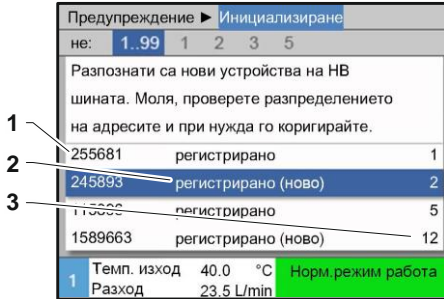 Предупреждение ► Инициализиране
не: 1..99 1 2 3 5
Разпознати са нови устройства на HB
шината. Моля, проверете разпределението
на адресите и при нужда го коригирайте.
1
255681 регистрирано 1
2
245893 регистрирано (ново) 2
3
регистрирано 5
1589663 регистрирано (ново) 12
1 Темп. изход 40.0 °C Норм.режим работа
Разход 23.5 L/min